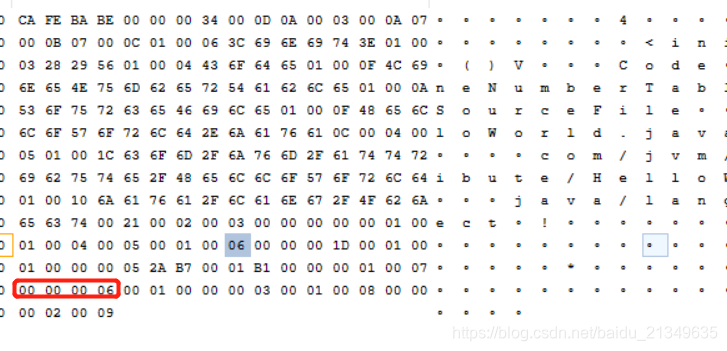 0 CA FE BA BE 00 00 00 34 00 0D 0A 00 03 00 0A 07 ° ° ° ° ° ° ° 4 ° ° ° °
0 00 0B 07 00 0C 01 00 06 3C 69 6E 69 74 3E 01 00 ° ° ° ° ° ° ° ° < i n i
0 03 28 29 56 01 00 04 43 6F 64 65 01 00 0F 4C 69 ° ( ) V ° ° ° C o d e °
0 6E 65 4E 75 6D 62 65 72 54 61 62 6C 65 01 00 0A n e N u m b e r T a b l
0 53 6F 75 72 63 65 46 69 6C 65 01 00 0F 48 65 6C S o u r c e F i l e ° °
0 6C 6F 57 6F 72 6C 64 2E 6A 61 76 61 0C 00 04 00 l o W o r l d . j a v a
0 05 01 00 1C 63 6F 6D 2F 6A 76 6D 2F 61 74 74 72 ° ° ° ° c o m / j v m /
0 69 62 75 74 65 2F 48 65 6C 6C 6F 57 6F 72 6C 64 i b u t e / H e l l o W
0 01 00 10 6A 61 76 61 2F 6C 61 6E 67 2F 4F 62 6A ° ° ° j a v a / l a n g
0 65 63 74 00 21 00 02 00 03 00 00 00 00 00 01 00 e c t ° ! ° ° ° ° ° ° °
0 01 00 04 00 05 00 01 00 06 00 00 00 1D 00 01 00 ° ° ° ° ° ° ° ° ° ° ° °
0 01 00 00 00 05 2A B7 00 01 B1 00 00 00 01 00 07 ° ° ° ° ° * ° ° ° ° ° °
0 00 00 00 06 00 01 00 00 00 03 00 01 00 08 00 00 ° ° ° ° ° ° ° ° ° ° ° °
0 00 02 00 09 ° ° ° °
https://blog.csdn.net/baidu_21349635